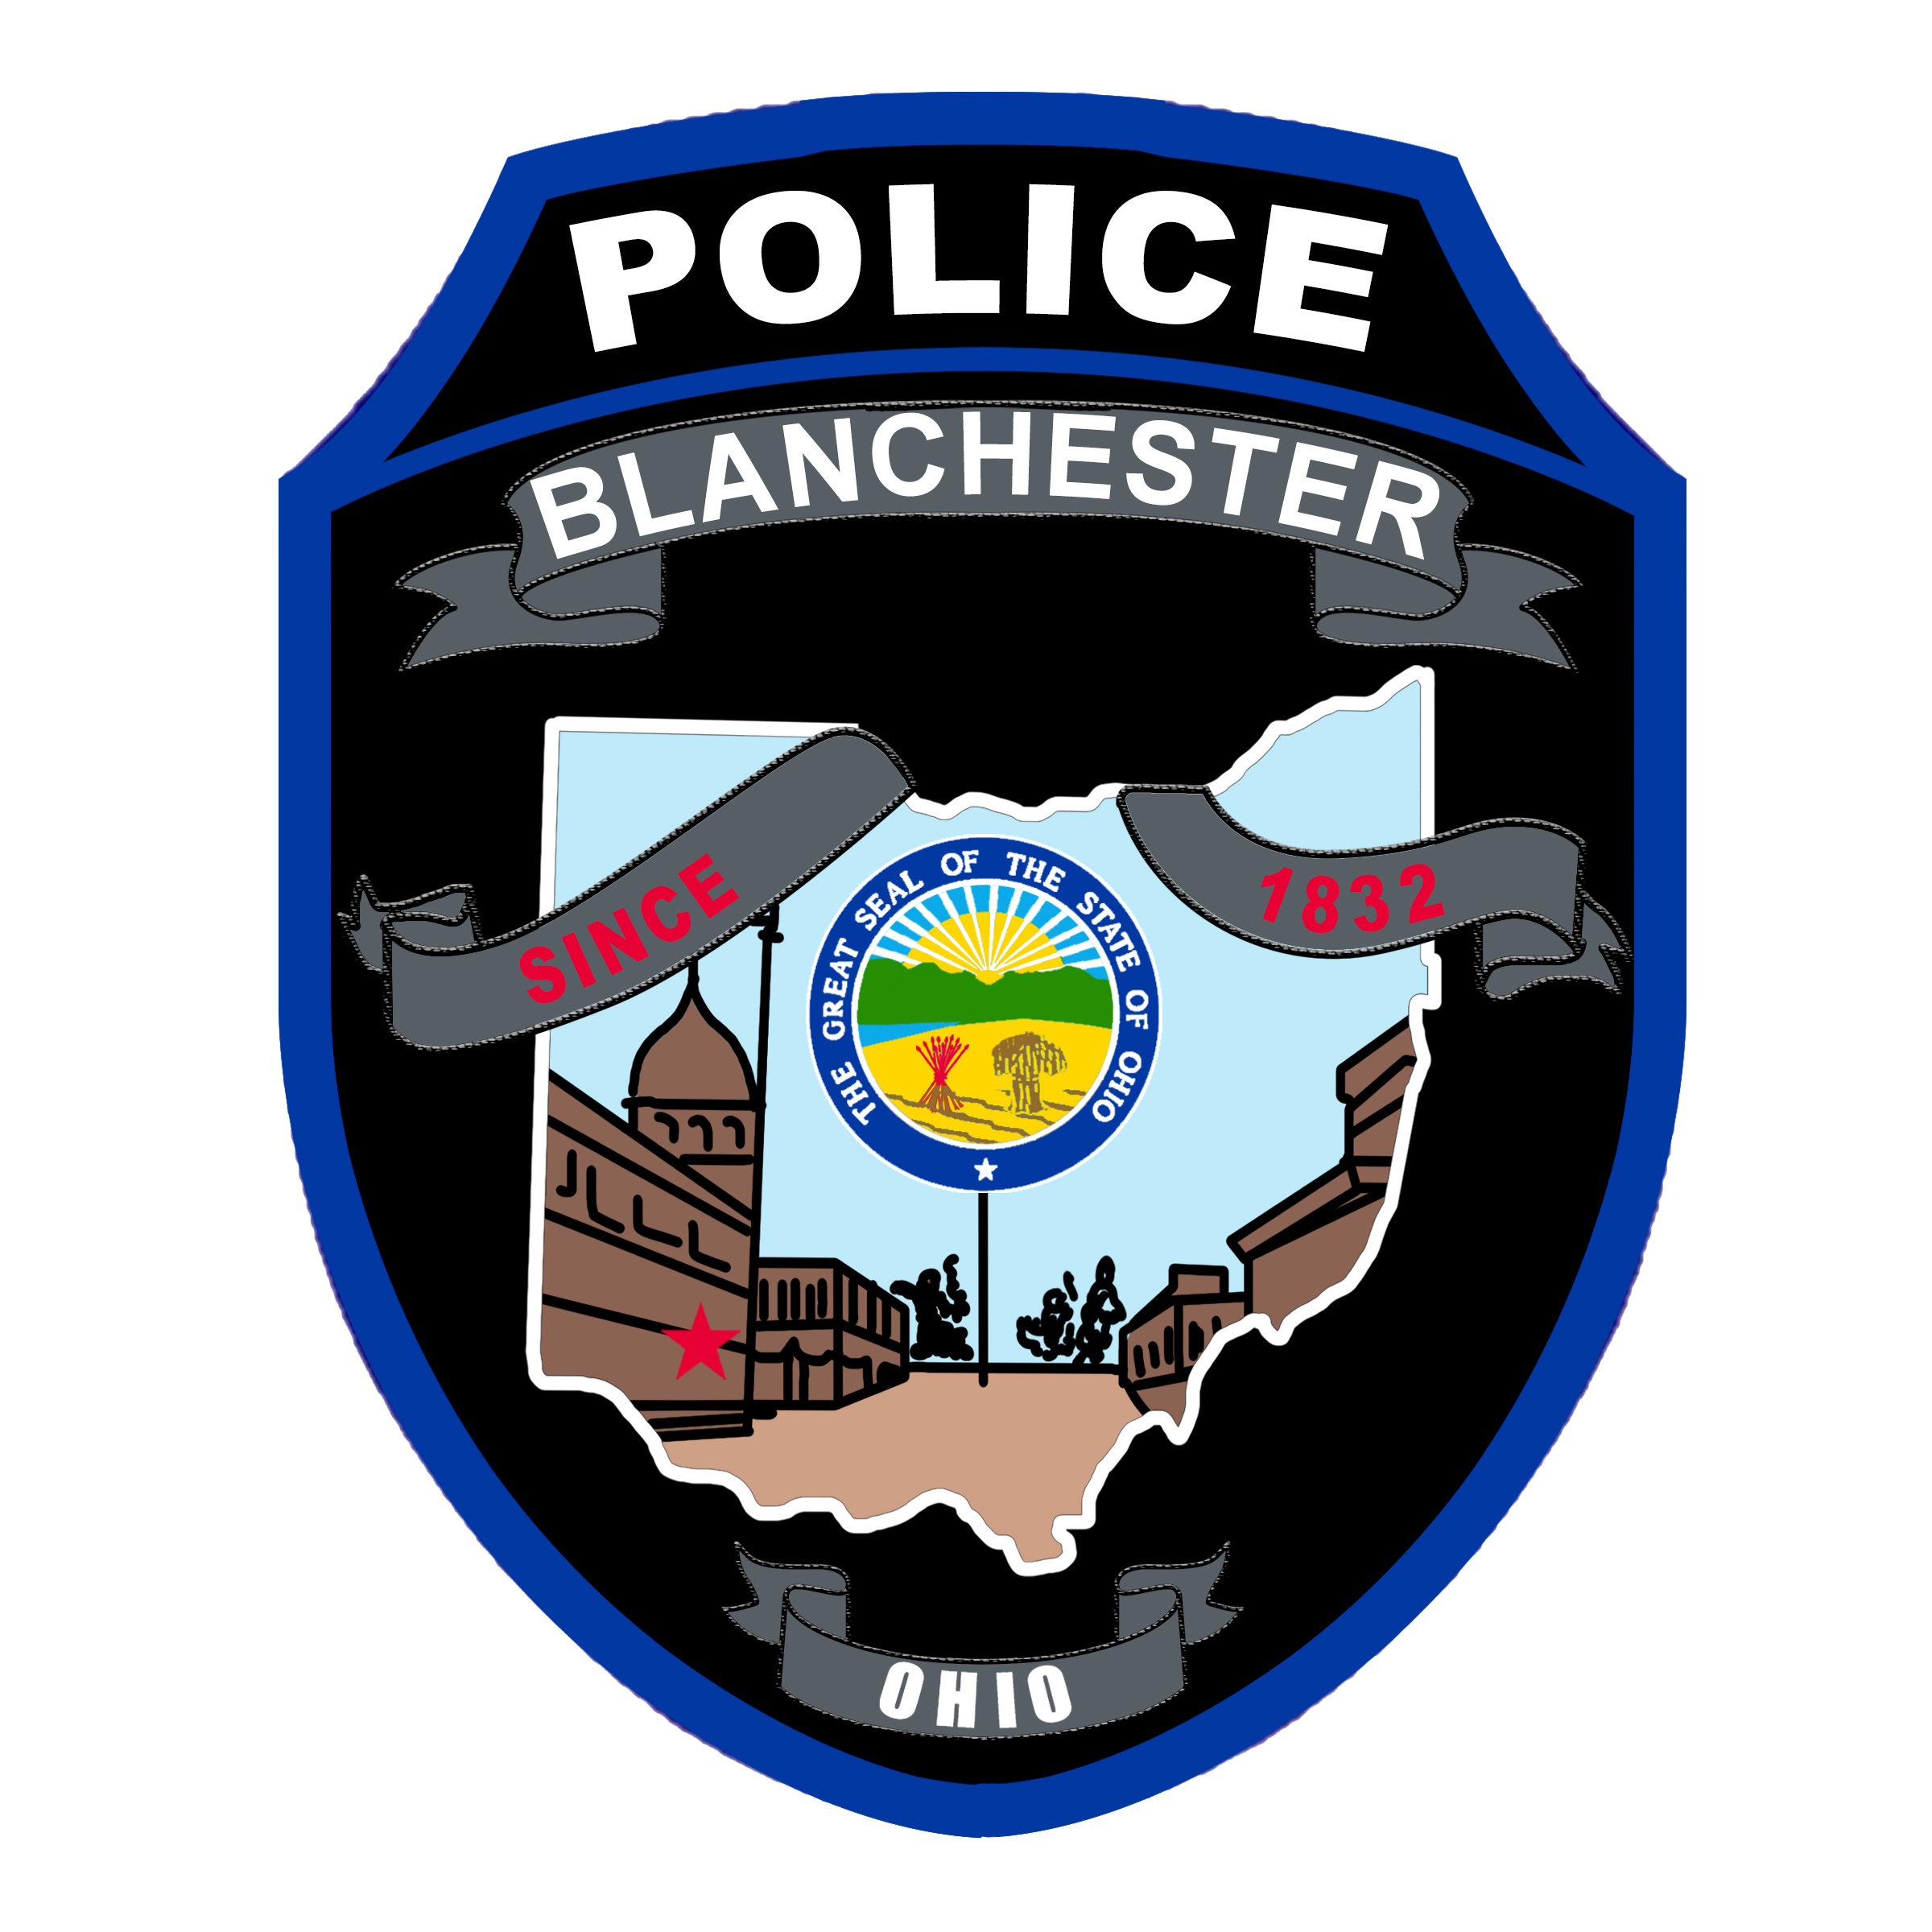 POLICE
BLANCHESTER
SINCE
1832
THE GREAT SEAL OF THE STATE OF OHIO
OHIO